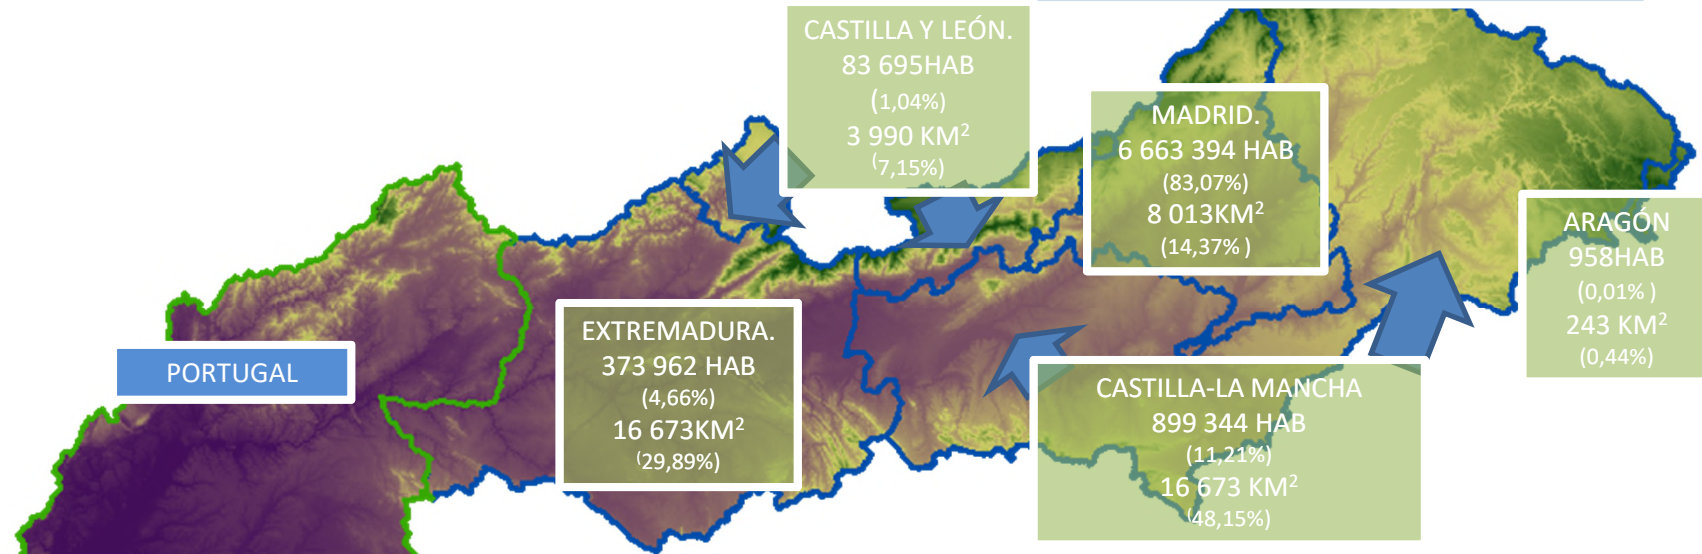 CASTILLA Y LEÓN.
83 695HAB
(1,04%)
3 990 KM²
(7,15%)
MADRID.
6 663 394 HAB
(83,07%)
8 013KM²
(14,37% )
ARAGÓN
958HAB
(0,01% )
243 KM²
(0,44%)
EXTREMADURA.
373 962 HAB
(4,66%)
16 673KM²
(29,89%)
PORTUGAL
CASTILLA-LA MANCHA
899 344 HAB
(11,21%)
16 673 KM²
(48,15%)